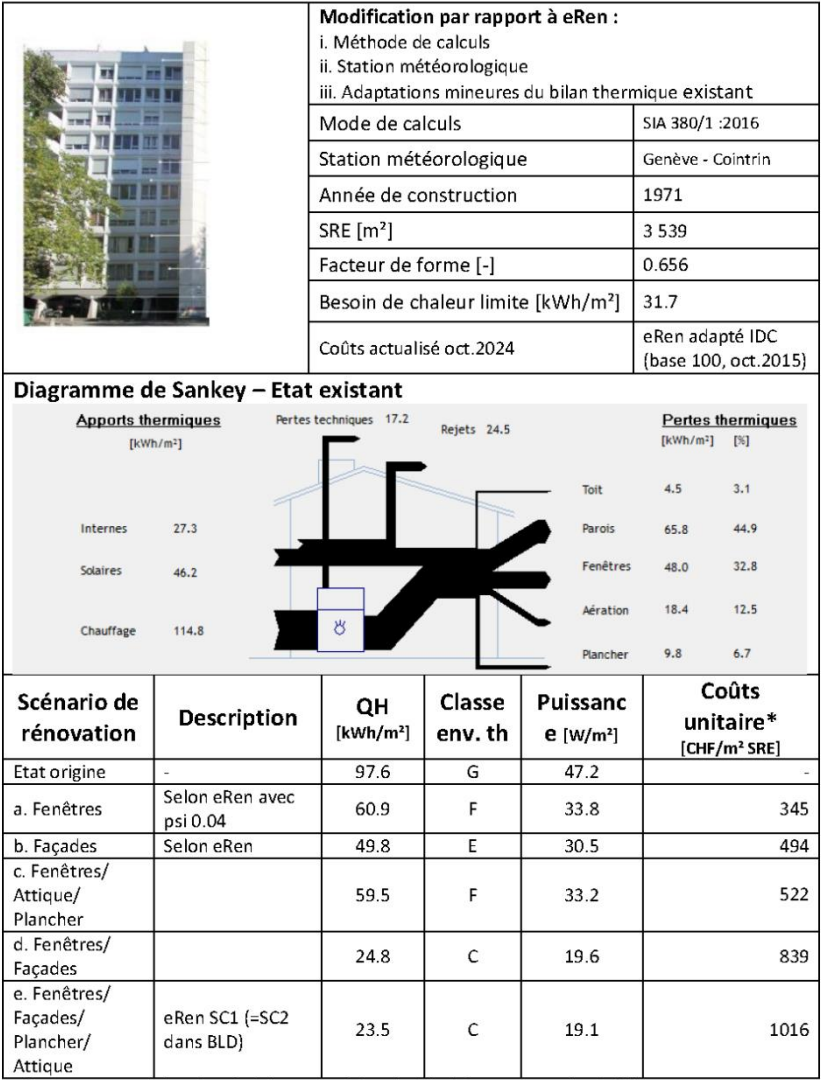 Modification par rapport à eRen :
i. Méthode de calculs
ii. Station météorologique
iii. Adaptations mineures du bilan thermique existant
Mode de calculs SIA 380/1 :2016
Station météorologique Genève - Cointrin
Année de construction 1971
SRE [m²] 3 539
Facteur de forme [-] 0.656
Besoin de chaleur limite [kWh/m²] 31.7
Coûts actualisé oct.2024 eRen adapté IDC
(base 100, oct.2015)
Diagramme de Sankey – Etat existant
Apports thermiques
[kWh/m²]
Pertes techniques 17.2
Rejets 24.5
Pertes thermiques
[kWh/m²] [%]
Internes 27.3
Solaires 46.2
Chauffage 114.8
Toit 4.5 3.1
Parois 65.8 44.9
Fenêtres 48.0 32.8
Aération 18.4 12.5
Plancher 9.8 6.7
Scénario de
rénovation
Description
QH
[kWh/m²]
Classe
env. th
Puissanc
e [W/m²]
Coûts
unitaire*
[CHF/m² SRE]
Etat origine - 97.6 G 47.2 -
a. Fenêtres
Selon eRen avec
psi 0.04
60.9 F 33.8 345
b. Façades Selon eRen 49.8 E 30.5 494
c. Fenêtres/
Attique/
Plancher
59.5 F 33.2 522
d. Fenêtres/
Façades
24.8 C 19.6 839
e. Fenêtres/
Façades/
Plancher/
Attique
eRen SC1 (=SC2
dans BLD)
23.5 C 19.1 1016